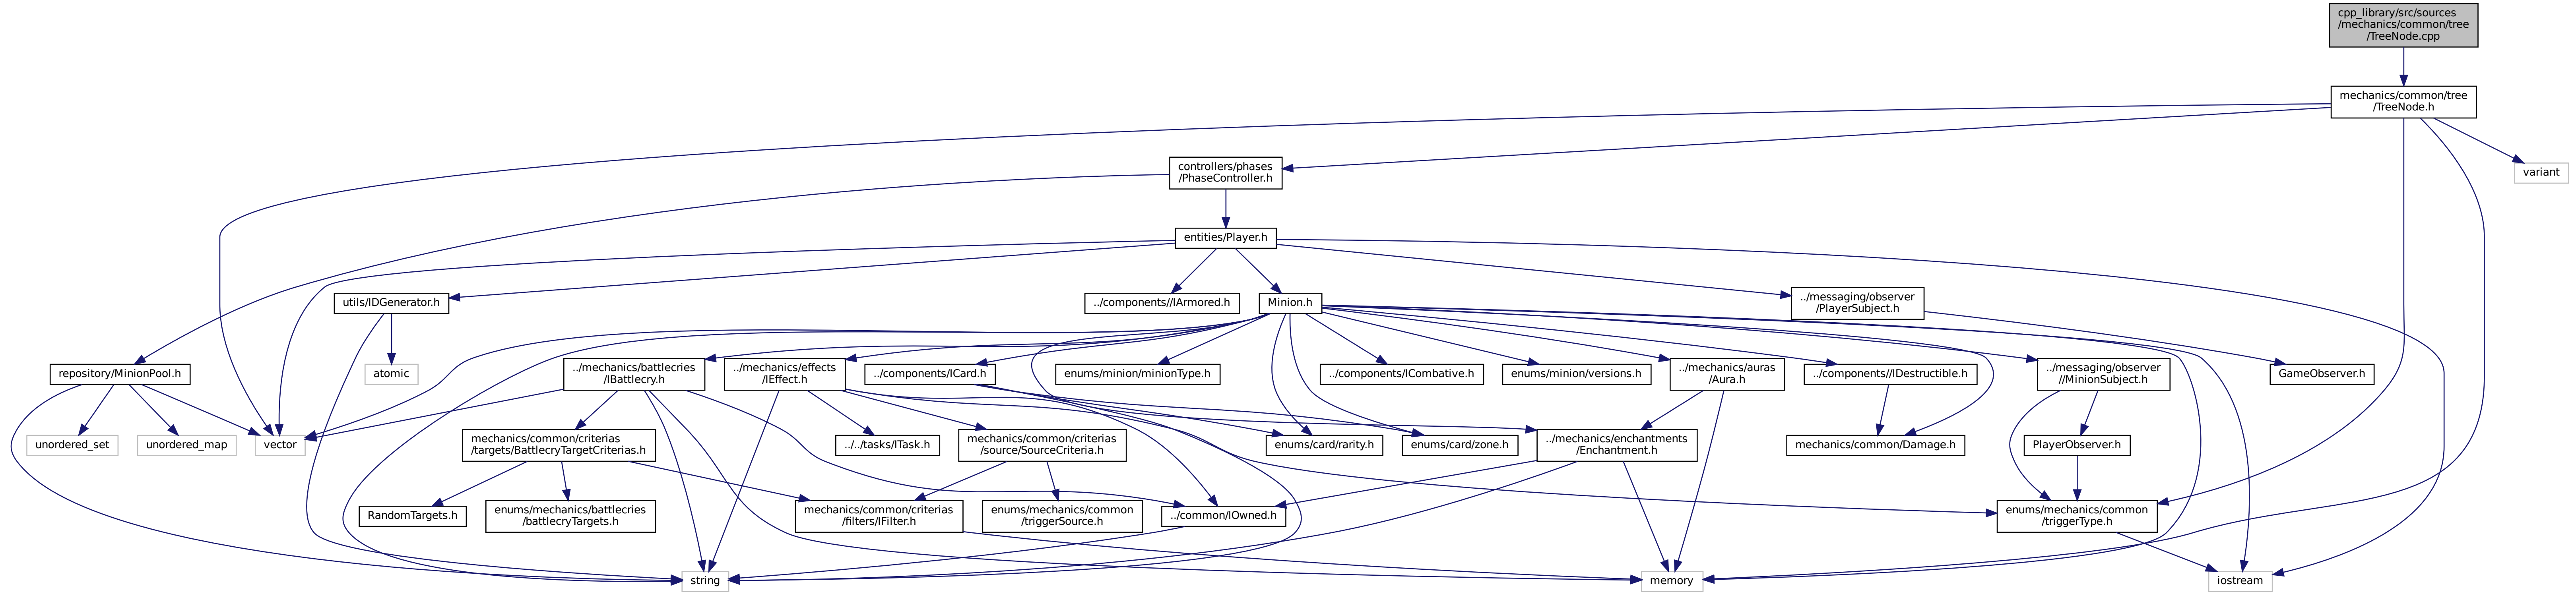 cpp_library/src/sources
/mechanics/common/tree
/TreeNode.cpp
mechanics/common/tree
/TreeNode.h
controllers/phases
/PhaseController.h
variant
entities/Player.h
utils/IDGenerator.h
../components//IArmored.h
Minion.h
../messaging/observer
/PlayerSubject.h
repository/MinionPool.h
atomic
../mechanics/battlecries
/IBattlecry.h
../mechanics/effects
/IEffect.h
../components/ICard.h
enums/minion/minionType.h
../components/ICombative.h
enums/minion/versions.h
../mechanics/auras
/Aura.h
../components//IDestructible.h
../messaging/observer
//MinionSubject.h
GameObserver.h
unordered_set
unordered_map
vector
mechanics/common/criterias
/targets/BattlecryTargetCriterias.h
../../tasks/ITask.h
mechanics/common/criterias
/source/SourceCriteria.h
enums/card/rarity.h
enums/card/zone.h
../mechanics/enchantments
/Enchantment.h
mechanics/common/Damage.h
PlayerObserver.h
RandomTargets.h
enums/mechanics/battlecries
/battlecryTargets.h
mechanics/common/criterias
/filters/IFilter.h
enums/mechanics/common
/triggerSource.h
../common/IOwned.h
enums/mechanics/common
/triggerType.h
string
memory
iostream